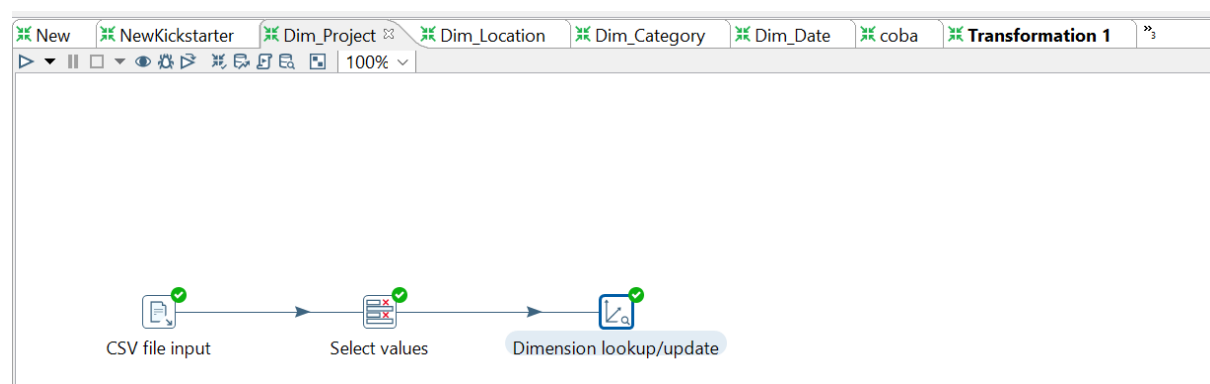 New NewKickstarter Dim_Project Dim_Location Dim_Category Dim_Date coba Transformation 1 »3
100%
CSV file input Select values Dimension lookup/update